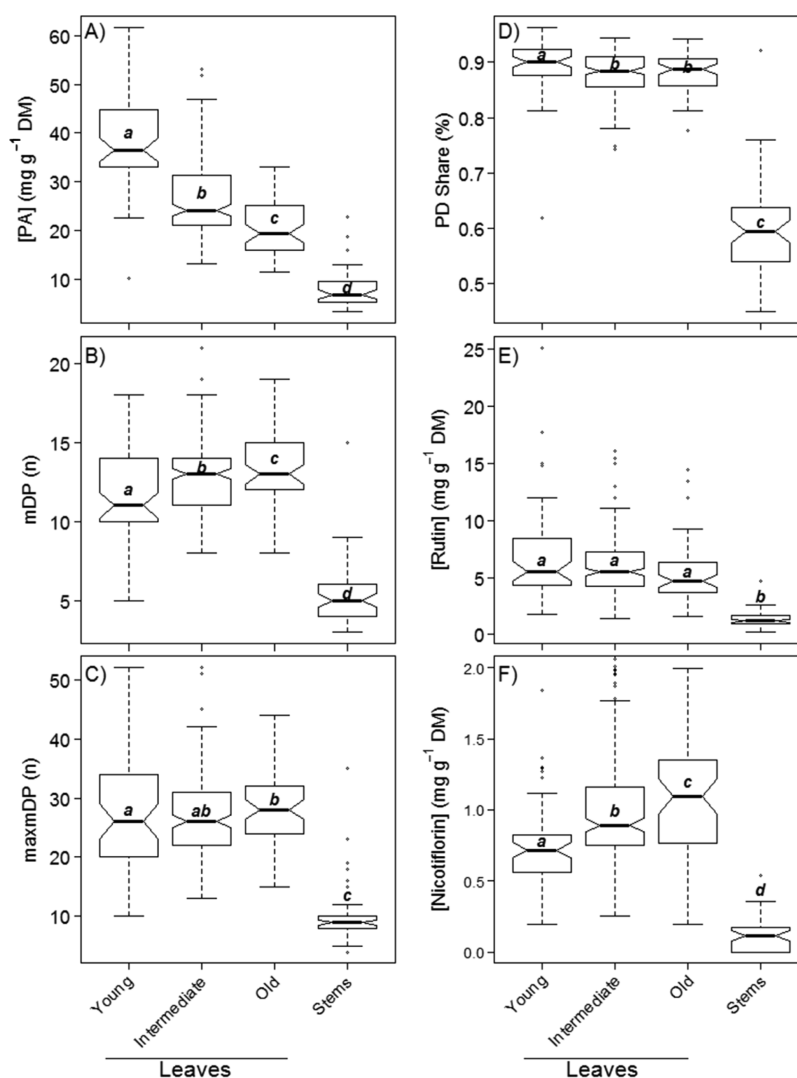 A)
[PA] (mg g⁻¹ DM)
60
50
40
30
20
10
a
b
c
d
B)
mDP (n)
20
15
10
5
a
b
c
d
C)
maxmDP (n)
50
40
30
20
10
a
ab
b
c
Young
Intermediate
Old
Stems
Leaves
D)
PD Share (%)
0.9
0.8
0.7
0.6
0.5
a
b
b
c
E)
[Rutin] (mg g⁻¹ DM)
25
20
15
10
5
0
a
a
a
b
F)
[Nicotiflorin] (mg g⁻¹ DM)
2.0
1.5
1.0
0.5
0.0
a
b
c
d
Young
Intermediate
Old
Stems
Leaves